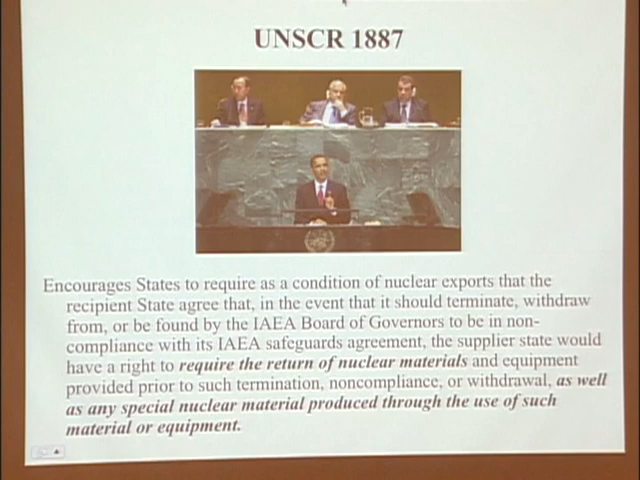 UNSCR 1887
Encourages States to require as a condition of nuclear exports that the
recipient State agree that, in the event that it should terminate, withdraw
from, or be found by the IAEA Board of Governors to be in non-
compliance with its IAEA safeguards agreement, the supplier state would
have a right to require the return of nuclear materials and equipment
provided prior to such termination, noncompliance, or withdrawal, as well
as any special nuclear material produced through the use of such
material or equipment.